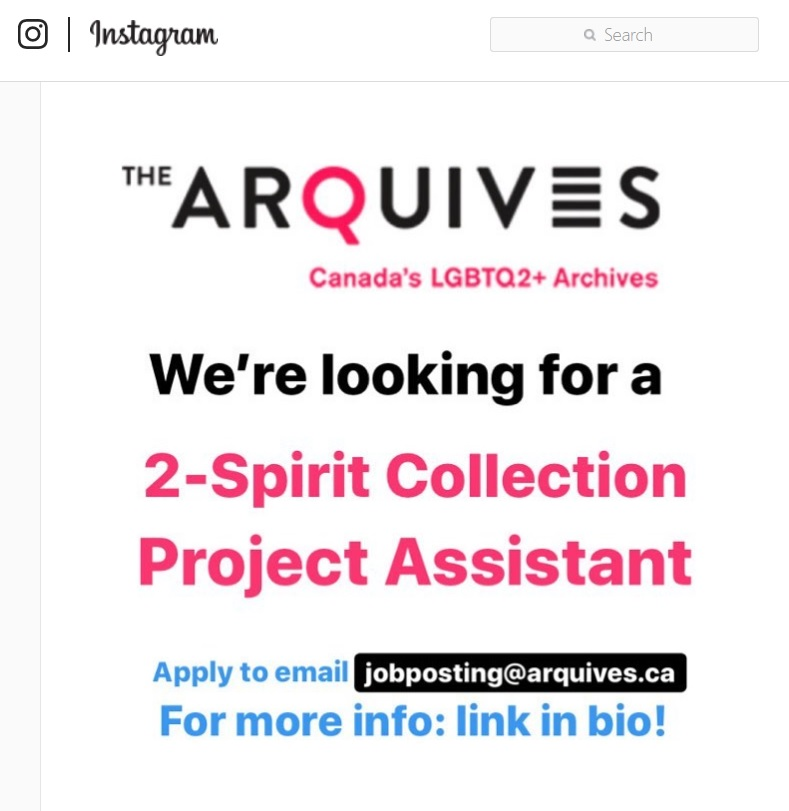 Instagram
Search
THE ARQUIVES
Canada's LGBTQ2+ Archives
We're looking for a
2-Spirit Collection
Project Assistant
Apply to email jobposting@arquives.ca
For more info: link in bio!